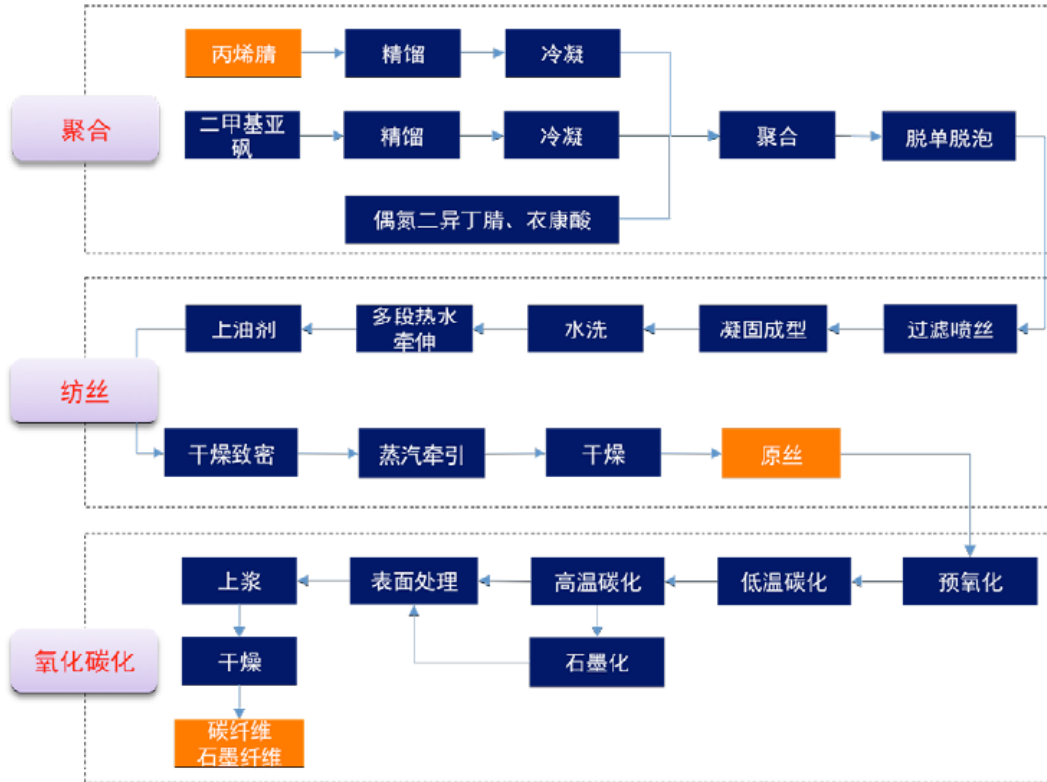 丙烯腈
精馏
冷凝
聚合
二甲基亚
砜
精馏
冷凝
聚合
脱单脱泡
偶氮二异丁腈、衣康酸
上油剂
多段热水
牵伸
水洗
凝固成型
过滤喷丝
纺丝
干燥致密
蒸汽牵引
干燥
原丝
上浆
表面处理
高温碳化
低温碳化
预氧化
氧化碳化
干燥
石墨化
碳纤维
石墨纤维